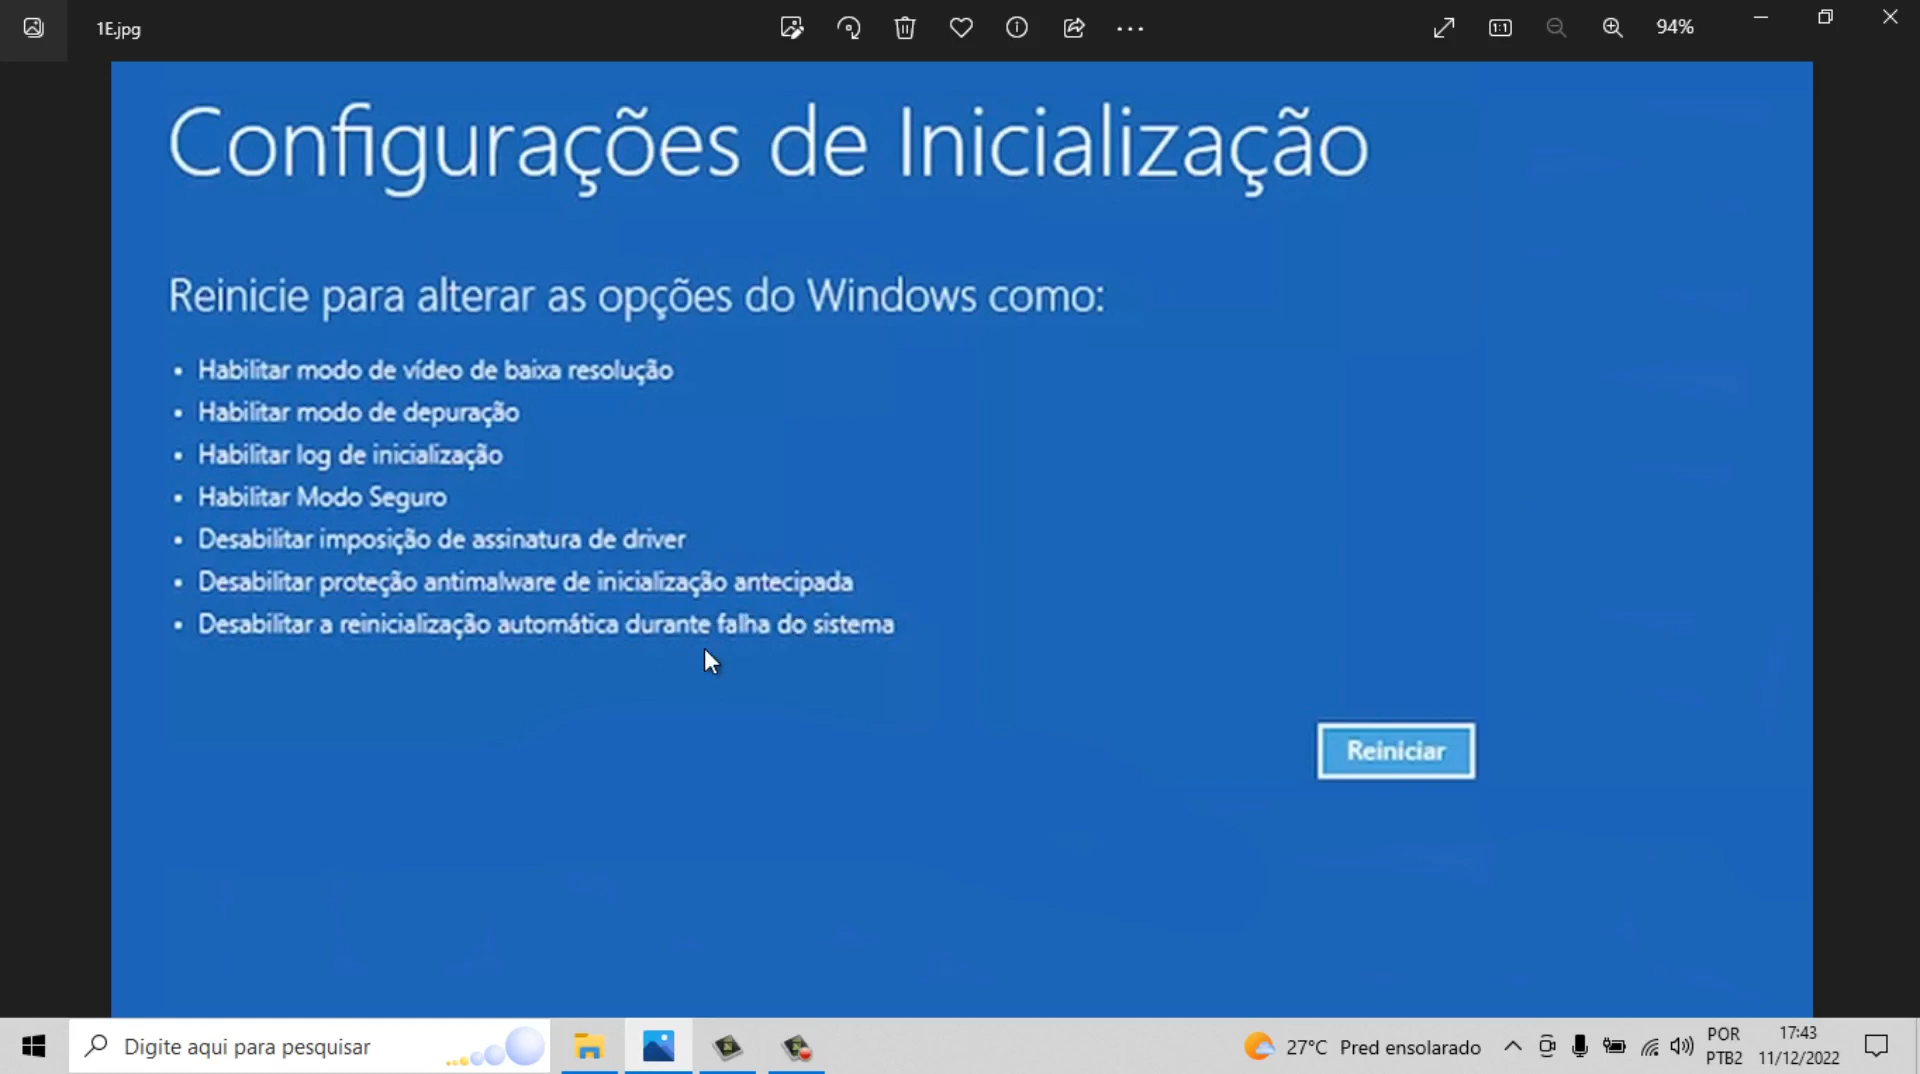 1E.jpg
1:1
94%
Configurações de Inicialização
Reinicie para alterar as opções do Windows como:
• Habilitar modo de vídeo de baixa resolução
• Habilitar modo de depuração
• Habilitar log de inicialização
• Habilitar Modo Seguro
• Desabilitar imposição de assinatura de driver
• Desabilitar proteção antimalware de inicialização antecipada
• Desabilitar a reinicialização automática durante falha do sistema
Reiniciar
Digite aqui para pesquisar
27°C Pred ensolarado
POR
PTB2
17:43
11/12/2022